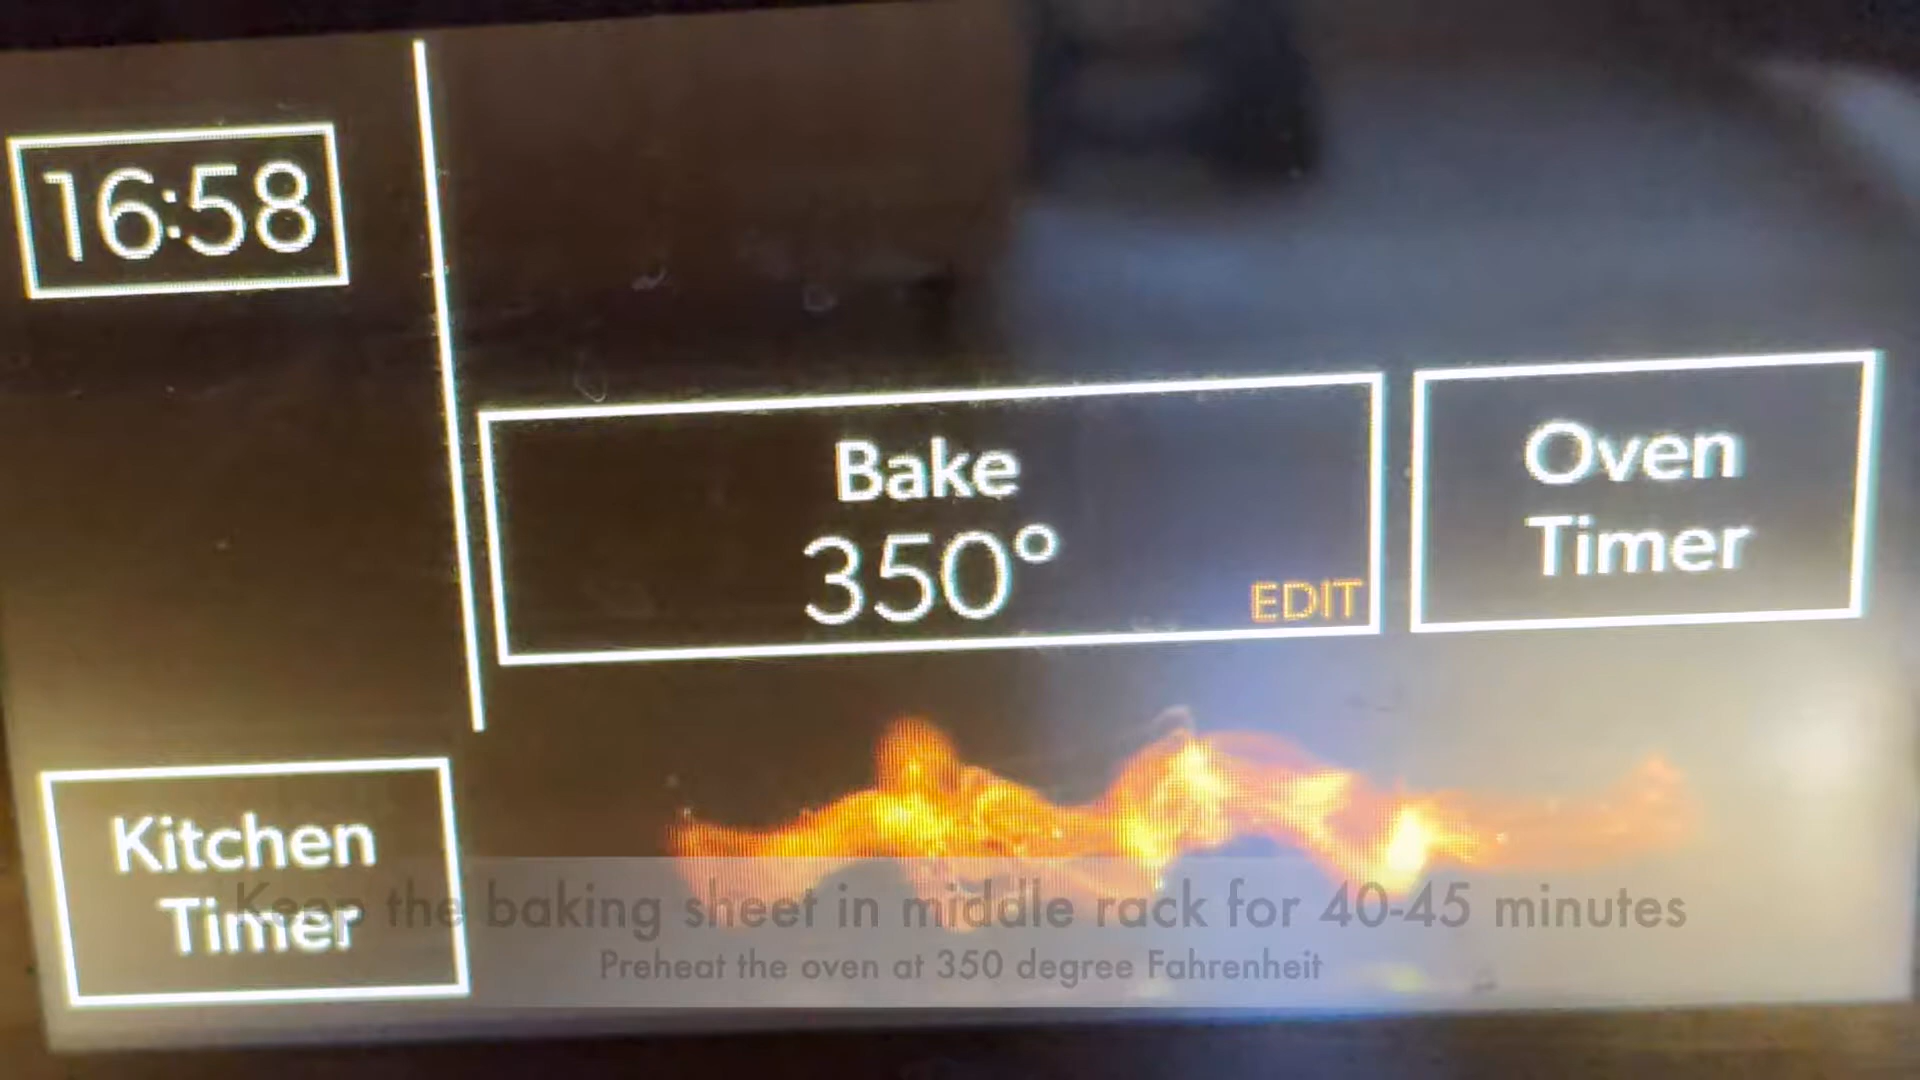 16:58
Bake
350°
EDIT
Oven
Timer
Kitchen
Timer
Keep the baking sheet in middle rack for 40-45 minutes
Preheat the oven at 350 degree Fahrenheit